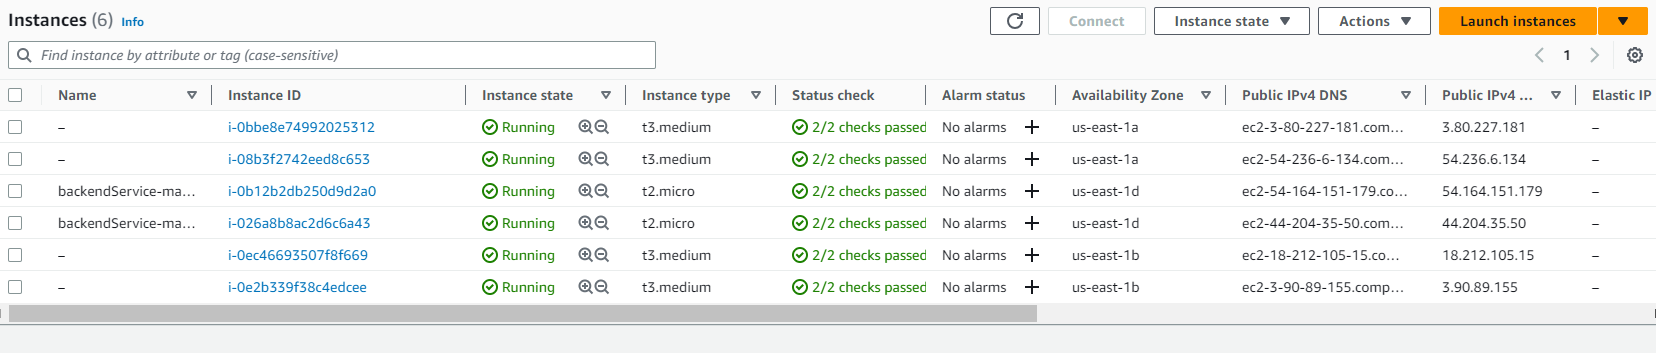 Instances (6) Info Connect Instance state Actions Launch instances
Find instance by attribute or tag (case-sensitive) 1
Name Instance ID Instance state Instance type Status check Alarm status Availability Zone Public IPv4 DNS Public IPv4 ... Elastic IP
– i-0bbe8e74992025312 Running t3.medium 2/2 checks passed No alarms + us-east-1a ec2-3-80-227-181.com... 3.80.227.181 –
– i-08b3f2742eed8c653 Running t3.medium 2/2 checks passed No alarms + us-east-1a ec2-54-236-6-134.com... 54.236.6.134 –
backendService-ma... i-0b12b2db250d9d2a0 Running t2.micro 2/2 checks passed No alarms + us-east-1d ec2-54-164-151-179.co... 54.164.151.179 –
backendService-ma... i-026a8b8ac2d6c6a43 Running t2.micro 2/2 checks passed No alarms + us-east-1d ec2-44-204-35-50.com... 44.204.35.50 –
– i-0ec46693507f8f669 Running t3.medium 2/2 checks passed No alarms + us-east-1b ec2-18-212-105-15.co... 18.212.105.15 –
– i-0e2b339f38c4edcee Running t3.medium 2/2 checks passed No alarms + us-east-1b ec2-3-90-89-155.comp... 3.90.89.155 –